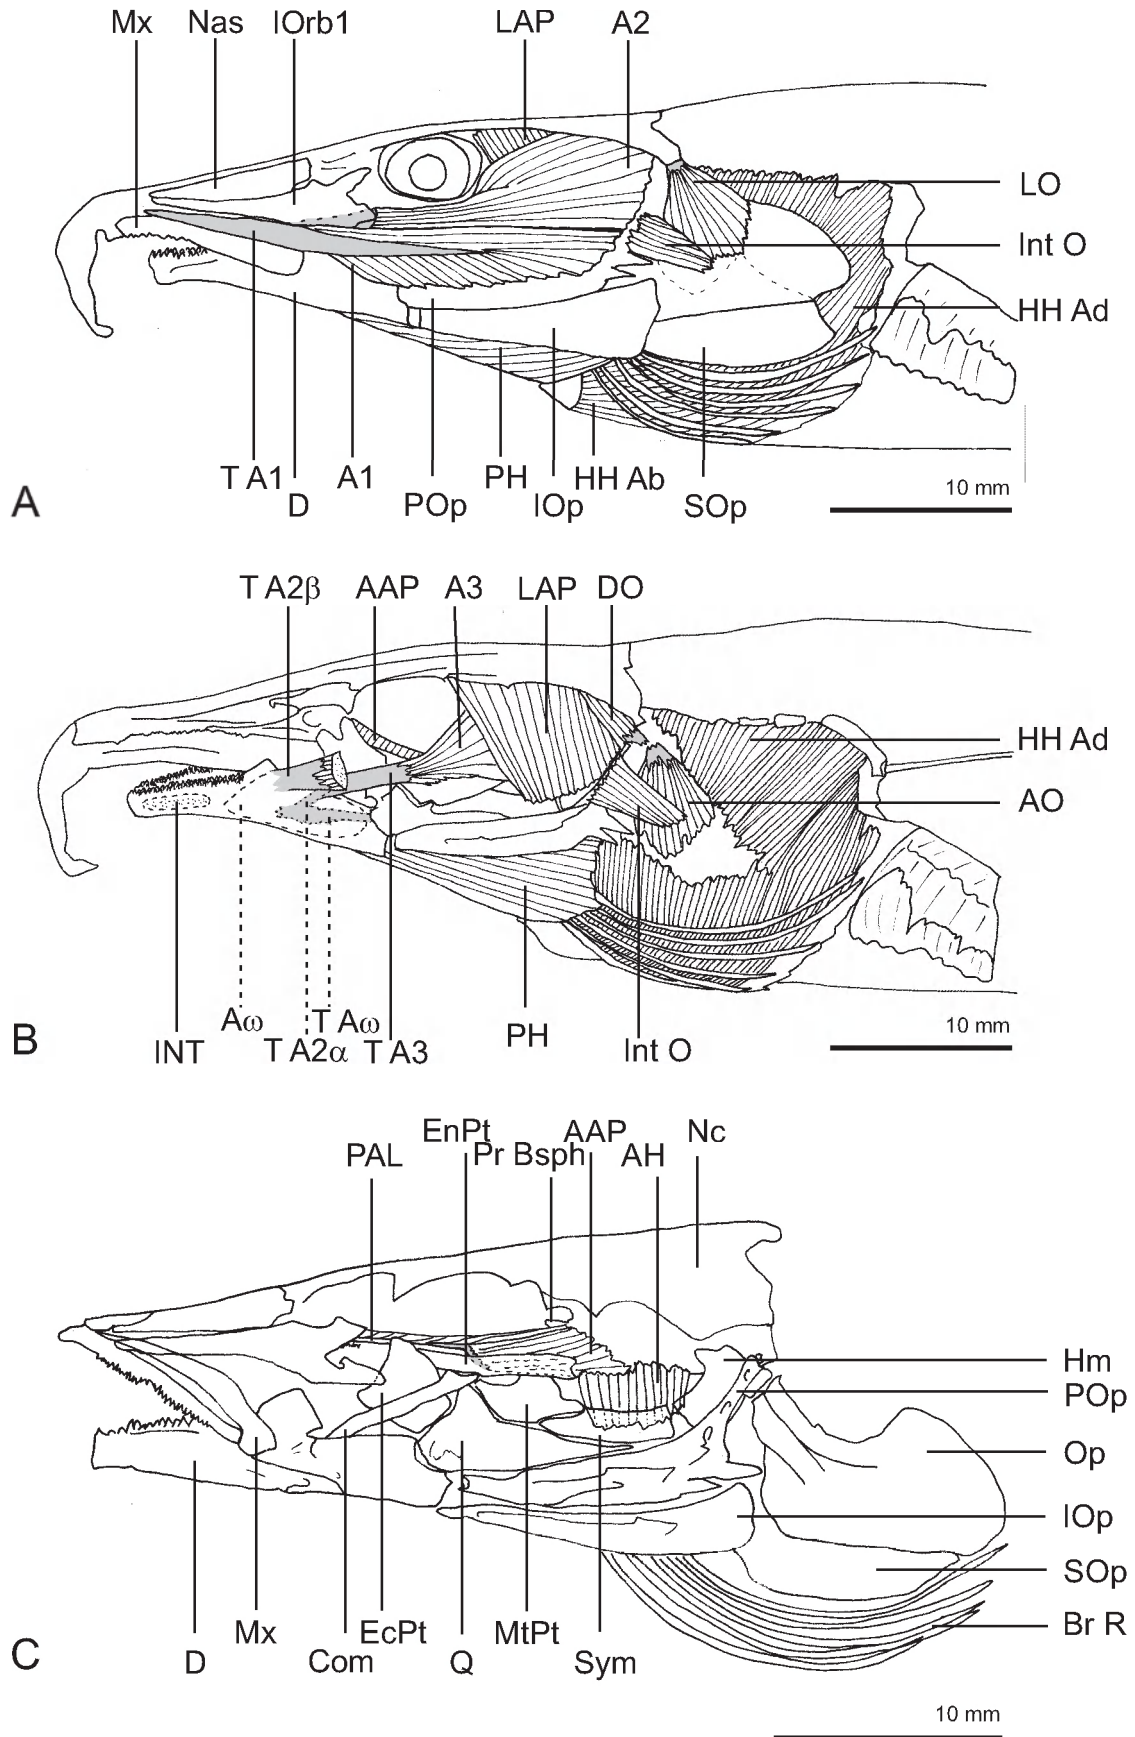 Mx Nas IOrb1 LAP A2
LO
Int O
HH Ad
T A1 A1 PH HH Ab
D POp IOp SOp
10 mm
A
T A2β AAP A3 LAP DO
HH Ad
AO
Aω T Aω PH
INT T A2α T A3 Int O
10 mm
B
EnPt AAP Nc
PAL Pr Bsph AH
Hm
POp
Op
IOp
SOp
Br R
Mx EcPt MtPt
D Com Q Sym
C
10 mm